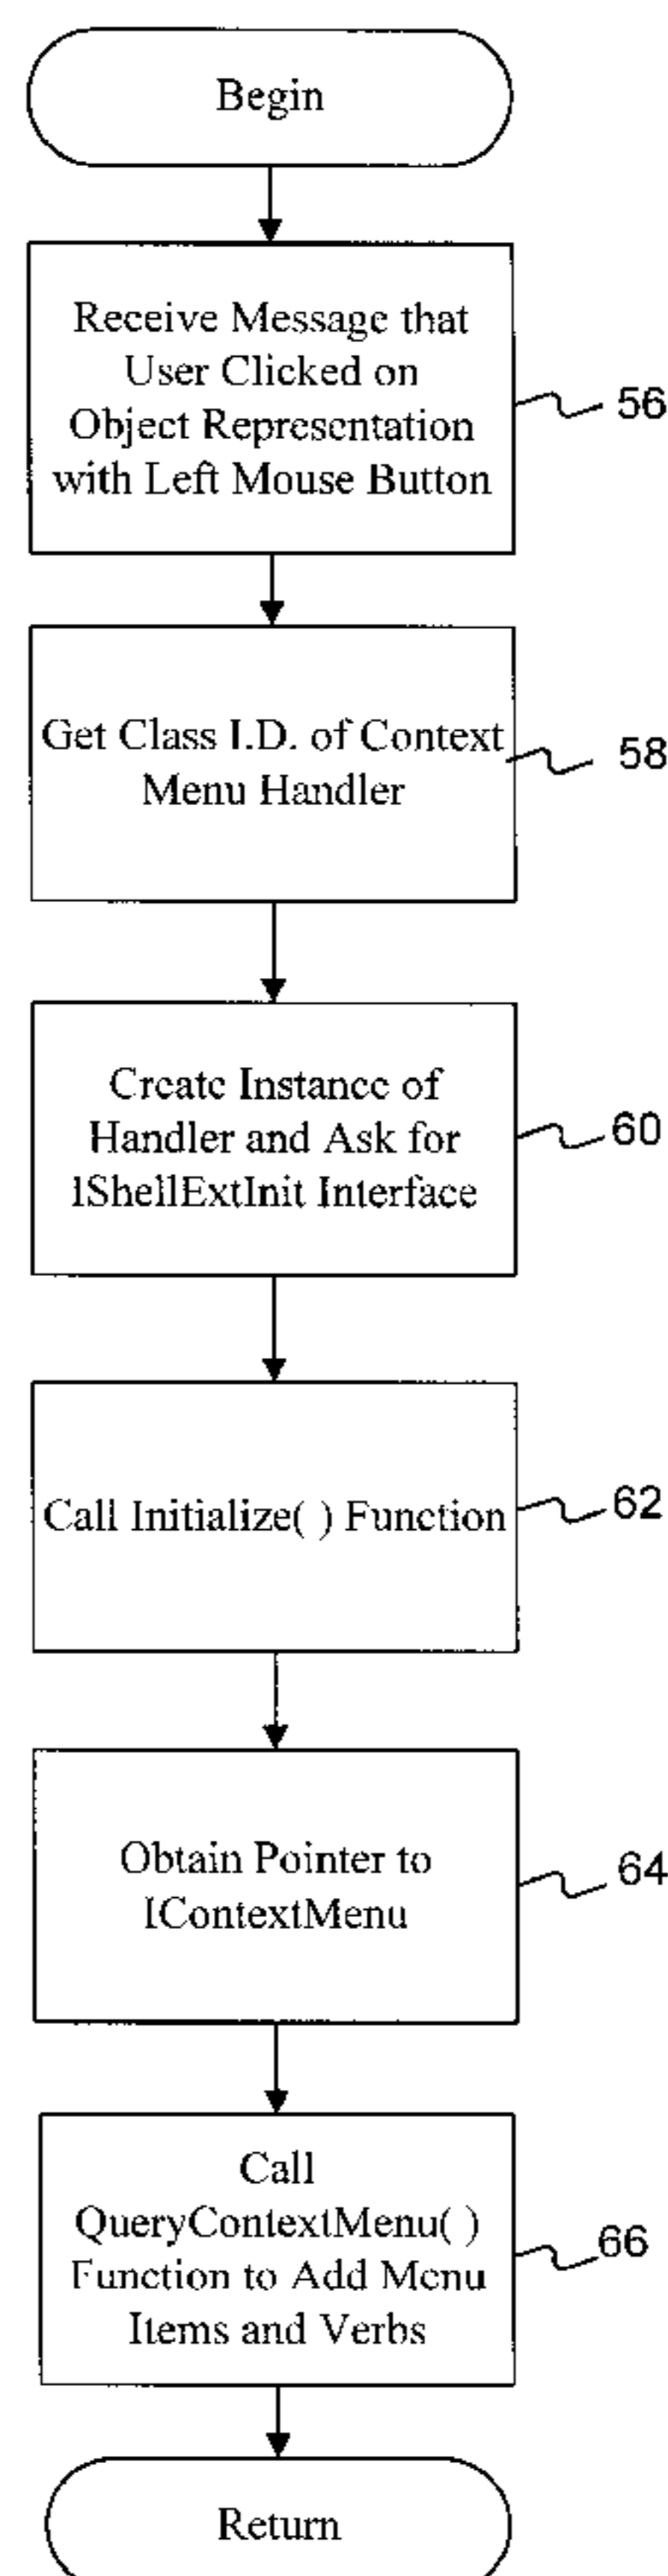 Begin
Receive Message that
User Clicked on
Object Representation
with Left Mouse Button
56
Get Class I.D. of Context
Menu Handler
58
Create Instance of
Handler and Ask for
IShellExtInit Interface
60
Call Initialize( ) Function
62
Obtain Pointer to
IContextMenu
64
Call
QueryContextMenu( )
Function to Add Menu
Items and Verbs
66
Return